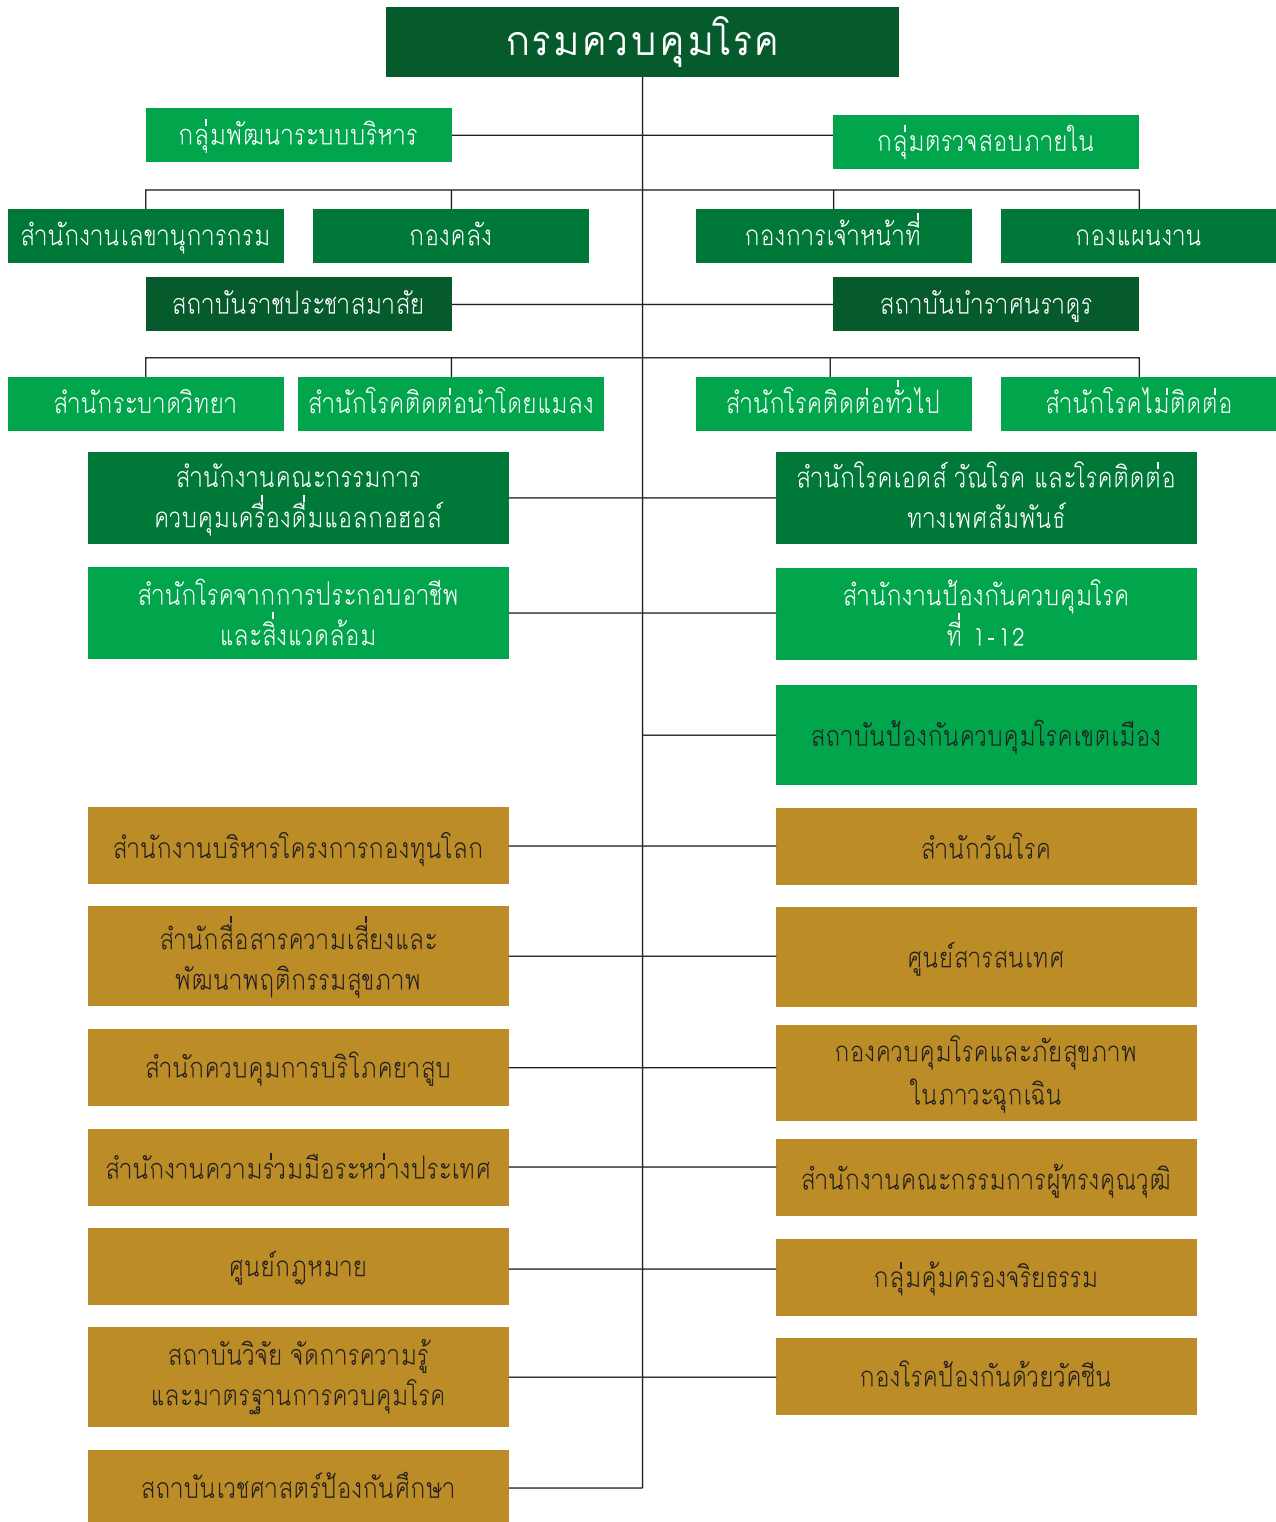 กรมควบคุมโรค
กลุ่มพัฒนาระบบบริหาร
กลุ่มตรวจสอบภายใน
สำนักงานเลขานุการกรม
กองคลัง
กองการเจ้าหน้าที่
กองแผนงาน
สถาบันราชประชาสมาสัย
สถาบันบำราศนราดูร
สำนักระบาดวิทยา
สำนักโรคติดต่อนำโดยแมลง
สำนักโรคติดต่อทั่วไป
สำนักโรคไม่ติดต่อ
สำนักงานคณะกรรมการ
ควบคุมเครื่องดื่มแอลกอฮอล์
สำนักโรคเอดส์ วัณโรค และโรคติดต่อ
ทางเพศสัมพันธ์
สำนักโรคจากการประกอบอาชีพ
และสิ่งแวดล้อม
สำนักงานป้องกันควบคุมโรค
ที่ 1-12
สถาบันป้องกันควบคุมโรคเขตเมือง
สำนักงานบริหารโครงการกองทุนโลก
สำนักวัณโรค
สำนักสื่อสารความเสี่ยงและ
พัฒนาพฤติกรรมสุขภาพ
ศูนย์สารสนเทศ
สำนักควบคุมการบริโภคยาสูบ
กองควบคุมโรคและภัยสุขภาพ
ในภาวะฉุกเฉิน
สำนักงานความร่วมมือระหว่างประเทศ
สำนักงานคณะกรรมการผู้ทรงคุณวุฒิ
ศูนย์กฎหมาย
กลุ่มคุ้มครองจริยธรรม
สถาบันวิจัย จัดการความรู้
และมาตรฐานการควบคุมโรค
กองโรคป้องกันด้วยวัคซีน
สถาบันเวชศาสตร์ป้องกันศึกษา